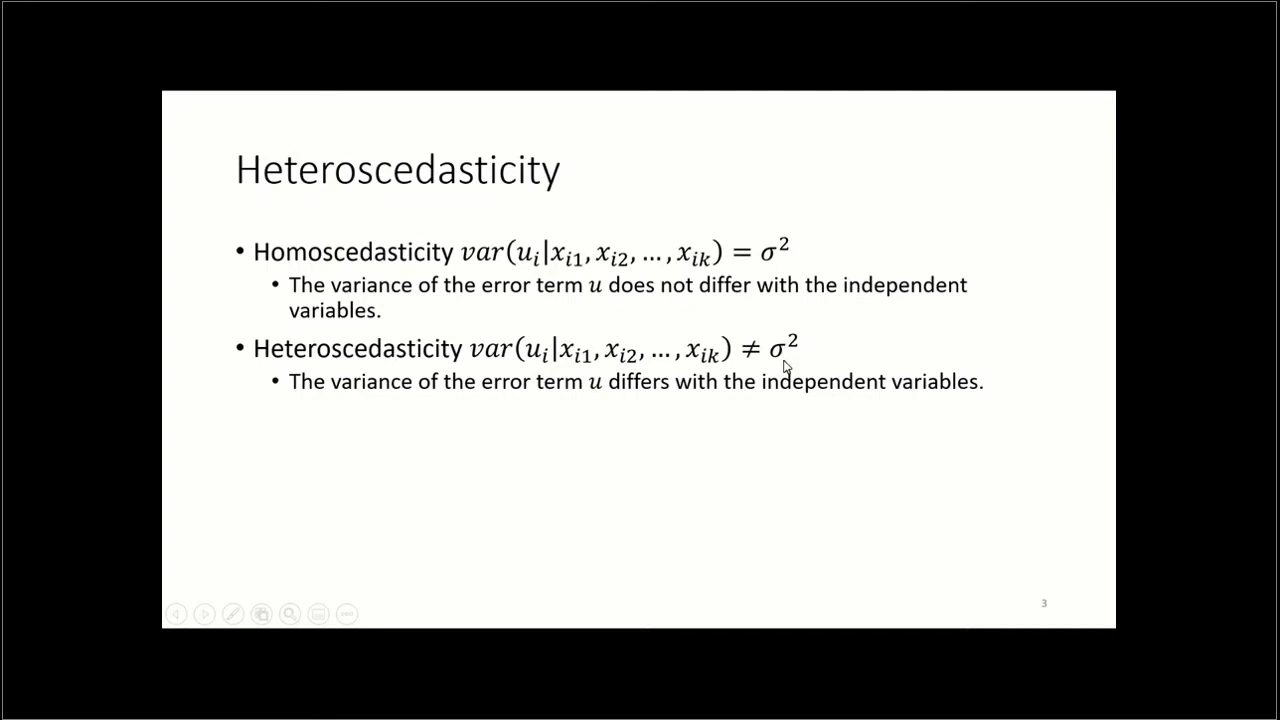 Heteroscedasticity
• Homoscedasticity 𝑣𝑎𝑟(𝑢ᵢ|𝑥ᵢ₁, 𝑥ᵢ₂, … , 𝑥ᵢₖ) = 𝜎²
• The variance of the error term 𝑢 does not differ with the independent
variables.
• Heteroscedasticity 𝑣𝑎𝑟(𝑢ᵢ|𝑥ᵢ₁, 𝑥ᵢ₂, … , 𝑥ᵢₖ) ≠ 𝜎²
• The variance of the error term 𝑢 differs with the independent variables.
3